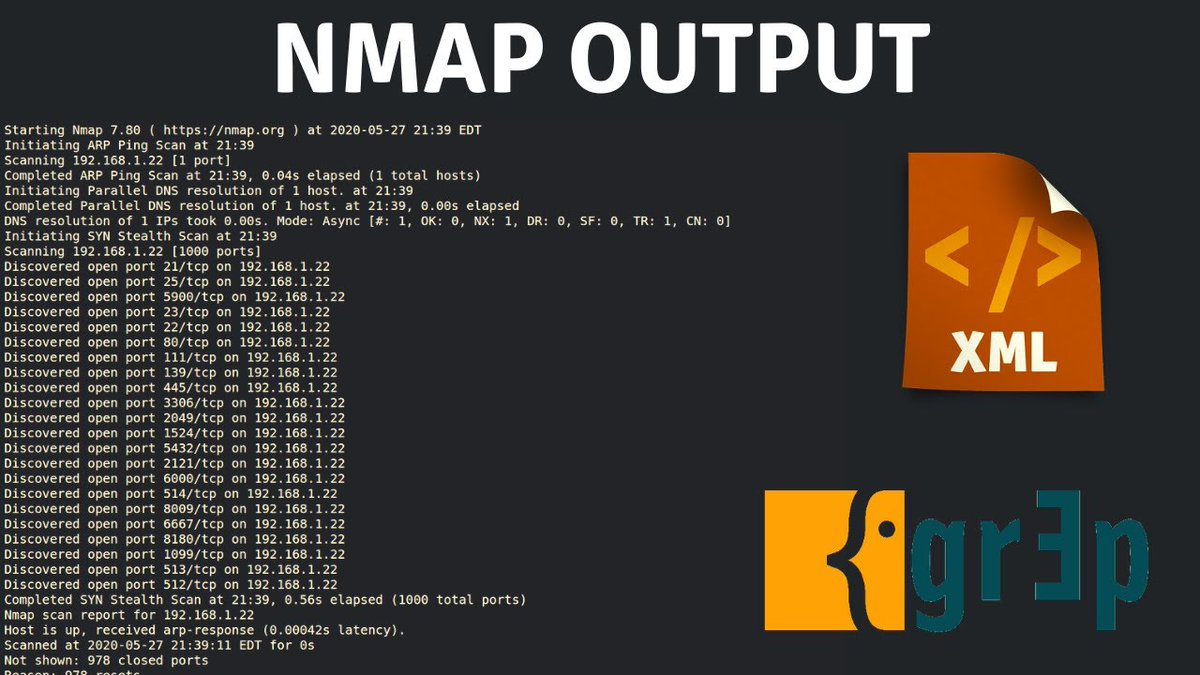 NMAP OUTPUT
Starting Nmap 7.80 ( https://nmap.org ) at 2020-05-27 21:39 EDT
Initiating ARP Ping Scan at 21:39
Scanning 192.168.1.22 [1 port]
Completed ARP Ping Scan at 21:39, 0.04s elapsed (1 total hosts)
Initiating Parallel DNS resolution of 1 host. at 21:39
Completed Parallel DNS resolution of 1 host. at 21:39, 0.00s elapsed
DNS resolution of 1 IPs took 0.00s. Mode: Async [#: 1, OK: 0, NX: 1, DR: 0, SF: 0, TR: 1, CN: 0]
Initiating SYN Stealth Scan at 21:39
Scanning 192.168.1.22 [1000 ports]
Discovered open port 21/tcp on 192.168.1.22
Discovered open port 25/tcp on 192.168.1.22
Discovered open port 5900/tcp on 192.168.1.22
Discovered open port 23/tcp on 192.168.1.22
Discovered open port 22/tcp on 192.168.1.22
Discovered open port 80/tcp on 192.168.1.22
Discovered open port 111/tcp on 192.168.1.22
Discovered open port 139/tcp on 192.168.1.22
Discovered open port 445/tcp on 192.168.1.22
Discovered open port 3306/tcp on 192.168.1.22
Discovered open port 2049/tcp on 192.168.1.22
Discovered open port 1524/tcp on 192.168.1.22
Discovered open port 5432/tcp on 192.168.1.22
Discovered open port 2121/tcp on 192.168.1.22
Discovered open port 6000/tcp on 192.168.1.22
Discovered open port 514/tcp on 192.168.1.22
Discovered open port 8009/tcp on 192.168.1.22
Discovered open port 6667/tcp on 192.168.1.22
Discovered open port 8180/tcp on 192.168.1.22
Discovered open port 1099/tcp on 192.168.1.22
Discovered open port 513/tcp on 192.168.1.22
Discovered open port 512/tcp on 192.168.1.22
Completed SYN Stealth Scan at 21:39, 0.56s elapsed (1000 total ports)
Nmap scan report for 192.168.1.22
Host is up, received arp-response (0.00042s latency).
Scanned at 2020-05-27 21:39:11 EDT for 0s
Not shown: 978 closed ports
Reason: 978 resets
</>
XML
{grƎp